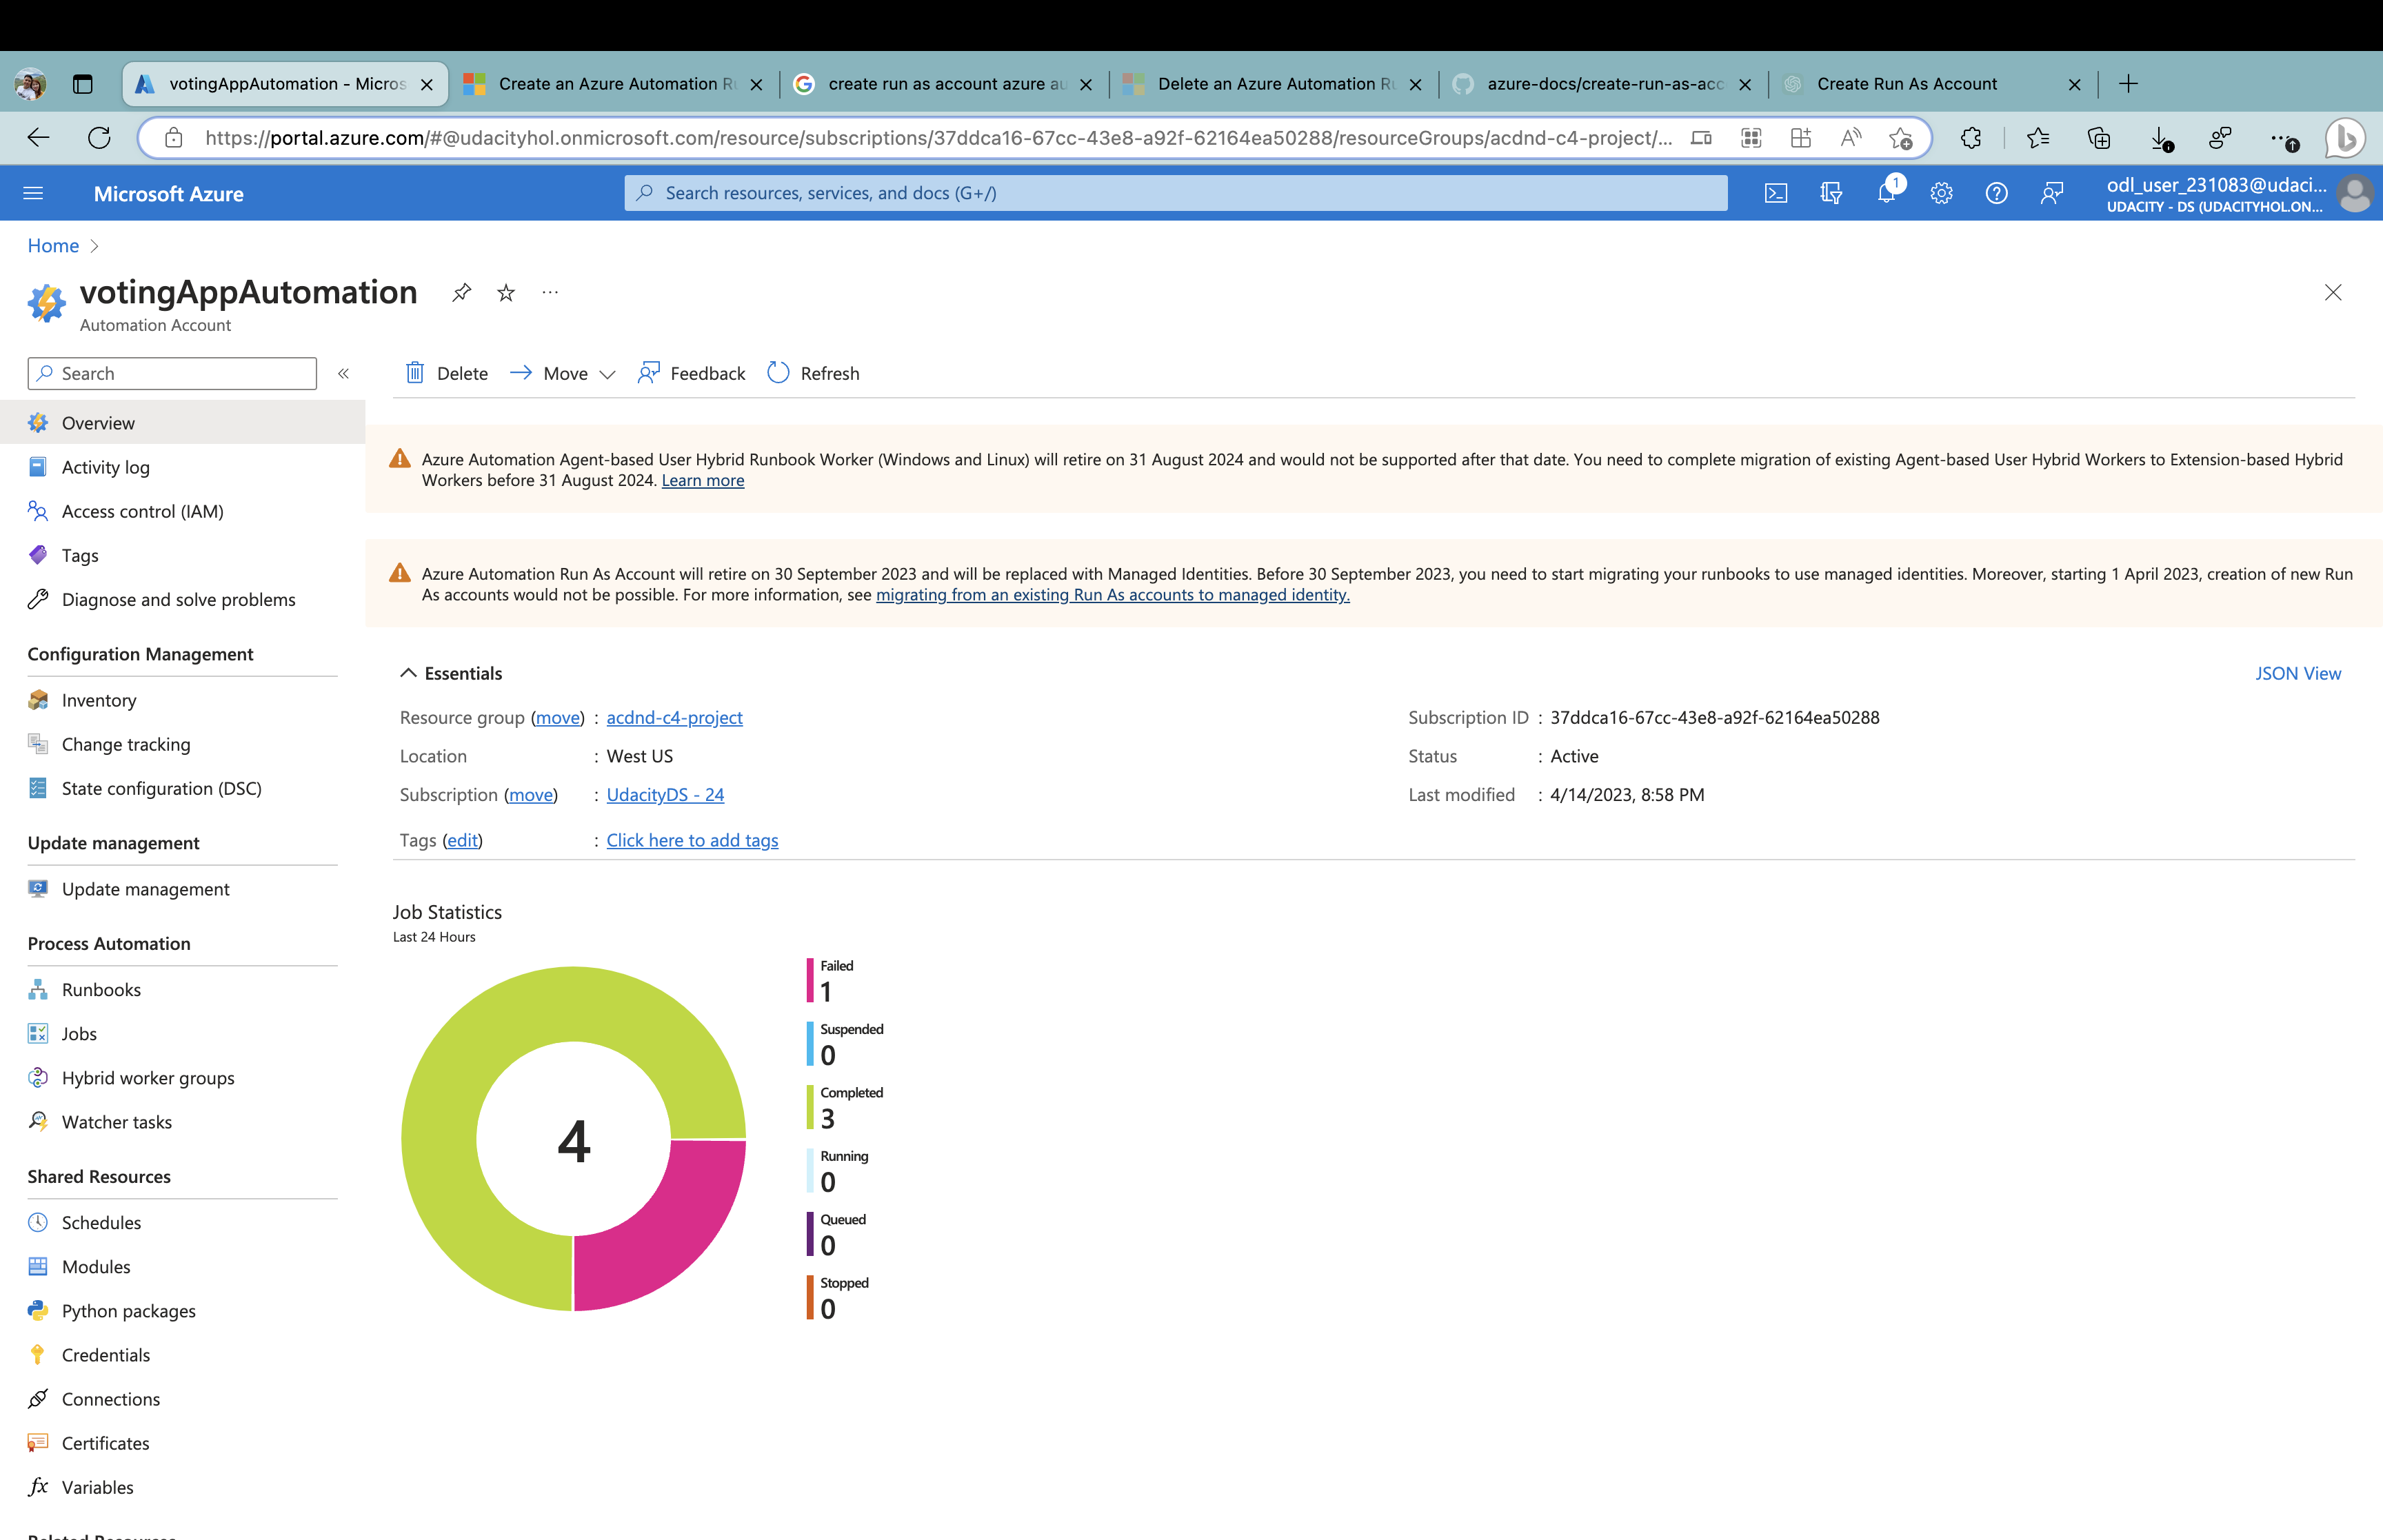 votingAppAutomation - Micros
Create an Azure Automation Ru
create run as account azure au
Delete an Azure Automation Ru
azure-docs/create-run-as-acc
Create Run As Account
https://portal.azure.com/#@udacityhol.onmicrosoft.com/resource/subscriptions/37ddca16-67cc-43e8-a92f-62164ea50288/resourceGroups/acdnd-c4-project/...
Microsoft Azure
Search resources, services, and docs (G+/)
1
odl_user_231083@udaci...
UDACITY - DS (UDACITYHOL.ON...
Home
votingAppAutomation
Automation Account
Search
Delete
Move
Feedback
Refresh
Overview
Activity log
Access control (IAM)
Tags
Diagnose and solve problems
Configuration Management
Inventory
Change tracking
State configuration (DSC)
Update management
Update management
Process Automation
Runbooks
Jobs
Hybrid worker groups
Watcher tasks
Shared Resources
Schedules
Modules
Python packages
Credentials
Connections
Certificates
Variables
Related Resources
Azure Automation Agent-based User Hybrid Runbook Worker (Windows and Linux) will retire on 31 August 2024 and would not be supported after that date. You need to complete migration of existing Agent-based User Hybrid Workers to Extension-based Hybrid
Workers before 31 August 2024. Learn more
Azure Automation Run As Account will retire on 30 September 2023 and will be replaced with Managed Identities. Before 30 September 2023, you need to start migrating your runbooks to use managed identities. Moreover, starting 1 April 2023, creation of new Run
As accounts would not be possible. For more information, see migrating from an existing Run As accounts to managed identity.
Essentials
JSON View
Resource group (move) : acdnd-c4-project
Location : West US
Subscription (move) : UdacityDS - 24
Tags (edit) : Click here to add tags
Subscription ID : 37ddca16-67cc-43e8-a92f-62164ea50288
Status : Active
Last modified : 4/14/2023, 8:58 PM
Job Statistics
Last 24 Hours
4
Failed
1
Suspended
0
Completed
3
Running
0
Queued
0
Stopped
0